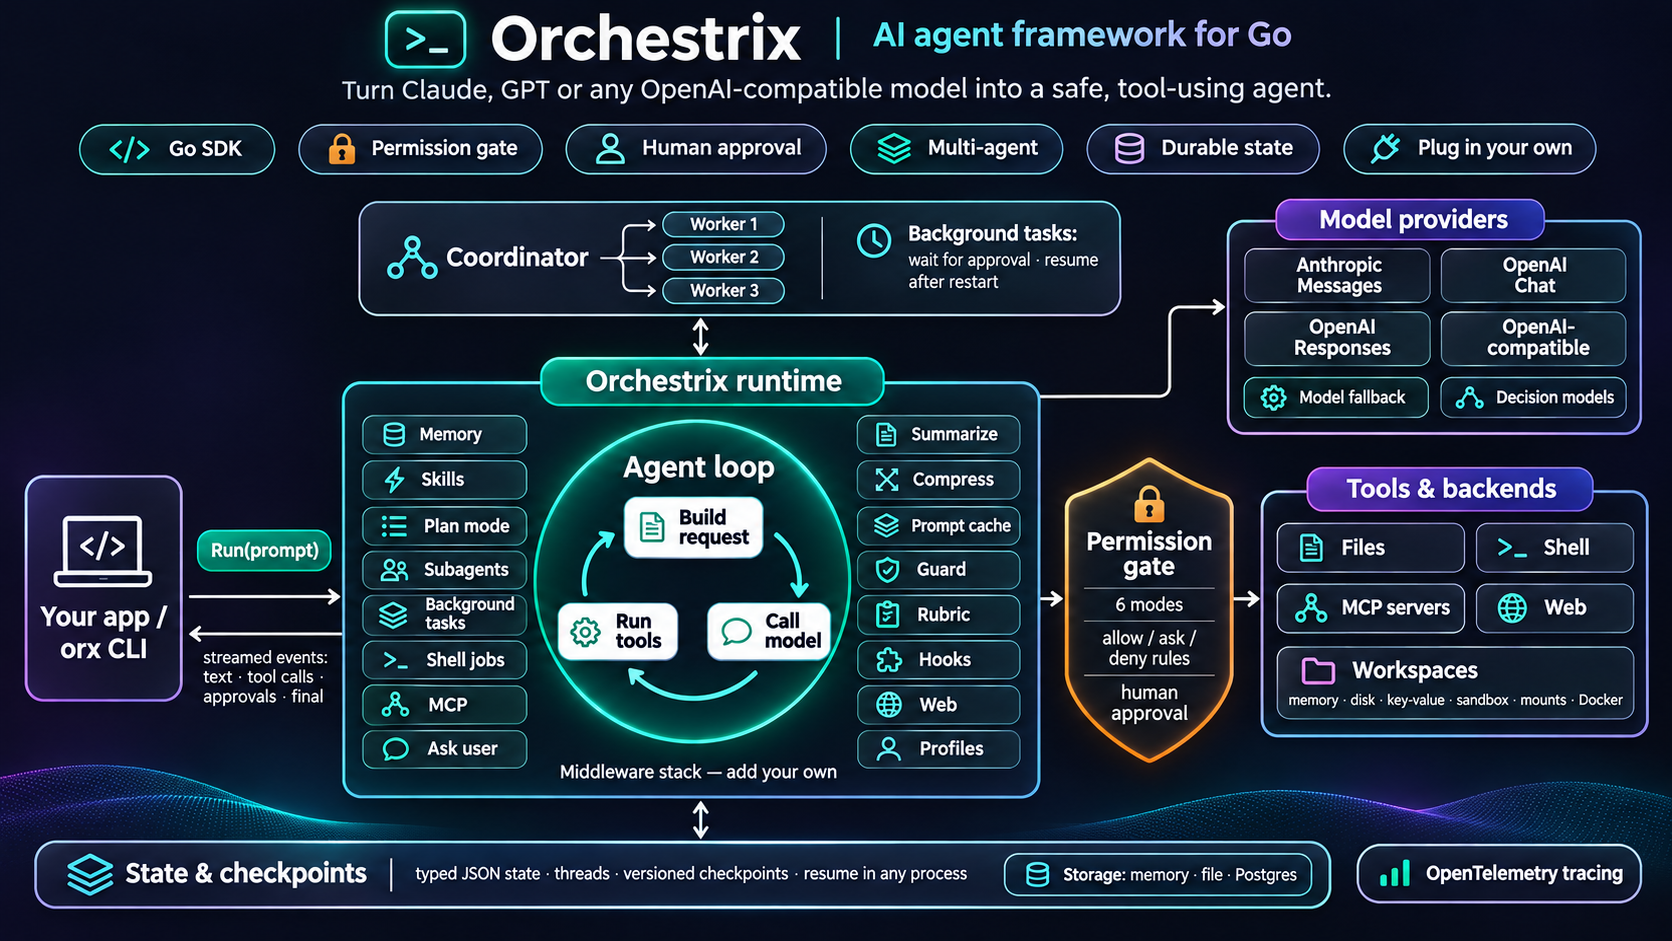 >_ Orchestrix | AI agent framework for Go
Turn Claude, GPT or any OpenAI-compatible model into a safe, tool-using agent.
</> Go SDK
Permission gate
Human approval
Multi-agent
Durable state
Plug in your own
Coordinator
Worker 1
Worker 2
Worker 3
Background tasks:
wait for approval · resume
after restart
Model providers
Anthropic
Messages
OpenAI
Chat
OpenAI
Responses
OpenAI-
compatible
Model fallback
Decision models
</>
Your app /
orx CLI
Run(prompt)
streamed events:
text · tool calls ·
approvals · final
Orchestrix runtime
Memory
Skills
Plan mode
Subagents
Background
tasks
>_ Shell jobs
MCP
Ask user
Agent loop
Build
request
Call
model
Run
tools
Middleware stack — add your own
Summarize
Compress
Prompt cache
Guard
Rubric
Hooks
Web
Profiles
Permission
gate
6 modes
allow / ask /
deny rules
human
approval
Tools & backends
Files
>_ Shell
MCP servers
Web
Workspaces
memory · disk · key-value · sandbox · mounts · Docker
State & checkpoints
typed JSON state · threads · versioned checkpoints · resume in any process
Storage: memory · file · Postgres
OpenTelemetry tracing